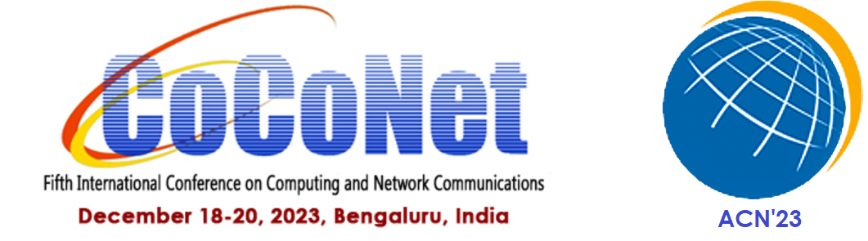 CoCoNet
Fifth International Conference on Computing and Network Communications
December 18-20, 2023, Bengaluru, India
ACN'23